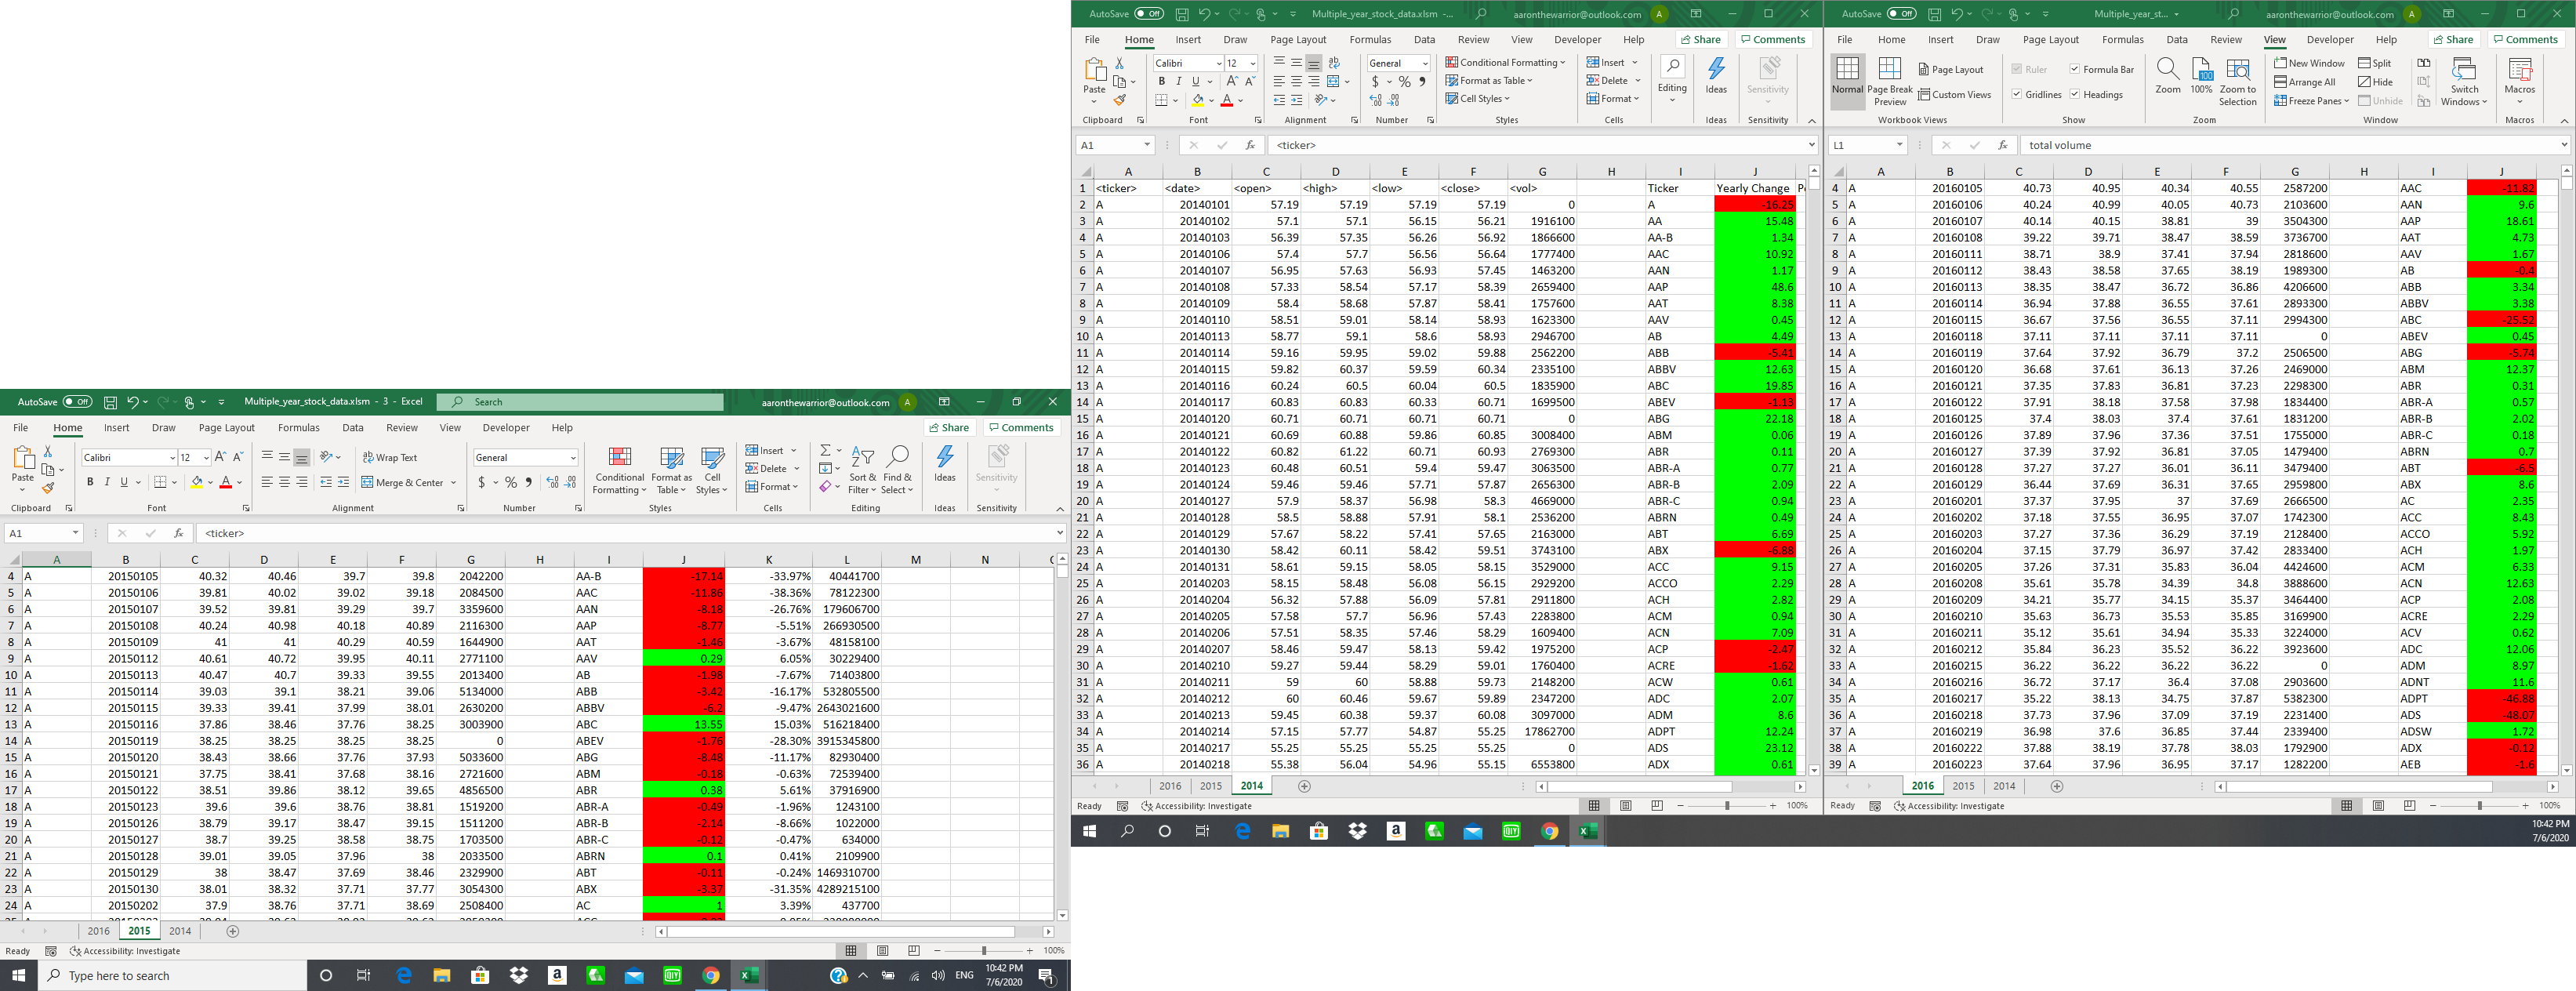 AutoSave Off Multiple_year_stock_data.xlsm - 3 - Excel Search aaronthewarrior@outlook.com A
File Home Insert Draw Page Layout Formulas Data Review View Developer Help Share Comments
Paste Calibri 12 Wrap Text General Conditional Formatting Format as Table Cell Styles Insert Sort & Filter Find & Select Ideas Sensitivity
B I U Merge & Center $ % Delete Format
Clipboard Font Alignment Number Styles Cells Editing Ideas Sensitivity
A1 fx <ticker>
A B C D E F G H I J K L M N
4 A 20150105 40.32 40.46 39.7 39.8 2042200 AA-B -17.14 -33.97% 40441700
5 A 20150106 39.81 40.02 39.02 39.18 2084500 AAC -11.86 -38.36% 78122300
6 A 20150107 39.52 39.81 39.29 39.7 3359600 AAN -8.18 -26.76% 179606700
7 A 20150108 40.24 40.98 40.18 40.89 2116300 AAP -8.77 -5.51% 266930500
8 A 20150109 41 41 40.29 40.59 1644900 AAT -1.46 -3.67% 48158100
9 A 20150112 40.61 40.72 39.95 40.11 2771100 AAV 0.29 6.05% 30229400
10 A 20150113 40.47 40.7 39.33 39.55 2013400 AB -1.98 -7.67% 71403800
11 A 20150114 39.03 39.1 38.21 39.06 5134000 ABB -3.42 -16.17% 532805500
12 A 20150115 39.33 39.41 37.99 38.01 2630200 ABBV -6.2 -9.47% 2643021600
13 A 20150116 37.86 38.46 37.76 38.25 3003900 ABC 13.55 15.03% 516218400
14 A 20150119 38.25 38.25 38.25 38.25 0 ABEV -1.76 -28.30% 3915345800
15 A 20150120 38.43 38.66 37.76 37.93 5033600 ABG -8.48 -11.17% 82930400
16 A 20150121 37.75 38.41 37.68 38.16 2721600 ABM -0.18 -0.63% 72539400
17 A 20150122 38.51 39.86 38.12 39.65 4856500 ABR 0.38 5.61% 37916900
18 A 20150123 39.6 39.6 38.76 38.81 1519200 ABR-A -0.49 -1.96% 1243100
19 A 20150126 38.79 39.17 38.47 39.15 1511200 ABR-B -2.14 -8.66% 1022000
20 A 20150127 38.7 39.25 38.58 38.75 1703500 ABR-C -0.12 -0.47% 634000
21 A 20150128 39.01 39.05 37.96 38 2033500 ABRN 0.1 0.41% 2109900
22 A 20150129 38 38.47 37.69 38.46 2329900 ABT -0.11 -0.24% 1469310700
23 A 20150130 38.01 38.32 37.71 37.77 3054300 ABX -3.37 -31.35% 4289215100
24 A 20150202 37.9 38.76 37.71 38.69 2508400 AC 1 3.39% 437700
2016 2015 2014
Ready Accessibility: Investigate 100%
Type here to search ENG 10:42 PM
7/6/2020
AutoSave Off Multiple_year_stock_data.xlsm -... aaronthewarrior@outlook.com A
File Home Insert Draw Page Layout Formulas Data Review View Developer Help Share Comments
Paste Calibri 12 General Conditional Formatting Insert Editing Ideas Sensitivity
B I U $ % Format as Table Delete
Cell Styles Format
Clipboard Font Alignment Number Styles Cells Ideas Sensitivity
A1 fx <ticker>
A B C D E F G H I J
1 <ticker> <date> <open> <high> <low> <close> <vol> Ticker Yearly Change
2 A 20140101 57.19 57.19 57.19 57.19 0 A -16.25
3 A 20140102 57.1 57.1 56.15 56.21 1916100 AA 15.48
4 A 20140103 56.39 57.35 56.26 56.92 1866600 AA-B 1.34
5 A 20140106 57.4 57.7 56.56 56.64 1777400 AAC 10.92
6 A 20140107 56.95 57.63 56.93 57.45 1463200 AAN 1.17
7 A 20140108 57.33 58.54 57.17 58.39 2659400 AAP 48.6
8 A 20140109 58.4 58.68 57.87 58.41 1757600 AAT 8.38
9 A 20140110 58.51 59.01 58.14 58.93 1623300 AAV 0.45
10 A 20140113 58.77 59.1 58.6 58.93 2946700 AB 4.49
11 A 20140114 59.16 59.95 59.02 59.88 2562200 ABB -5.41
12 A 20140115 59.82 60.37 59.59 60.34 2335100 ABBV 12.63
13 A 20140116 60.24 60.5 60.04 60.5 1835900 ABC 19.85
14 A 20140117 60.83 60.83 60.33 60.71 1699500 ABEV -1.13
15 A 20140120 60.71 60.71 60.71 60.71 0 ABG 22.18
16 A 20140121 60.69 60.88 59.86 60.85 3008400 ABM 0.06
17 A 20140122 60.82 61.22 60.71 60.93 2769300 ABR 0.11
18 A 20140123 60.48 60.51 59.4 59.47 3063500 ABR-A 0.77
19 A 20140124 59.46 59.46 57.71 57.87 2656300 ABR-B 2.09
20 A 20140127 57.9 58.37 56.98 58.3 4669000 ABR-C 0.94
21 A 20140128 58.5 58.88 57.91 58.1 2536200 ABRN 0.49
22 A 20140129 57.67 58.22 57.41 57.65 2163000 ABT 6.69
23 A 20140130 58.42 60.11 58.42 59.51 3743100 ABX -6.88
24 A 20140131 58.61 59.15 58.05 58.15 3529000 ACC 9.15
25 A 20140203 58.15 58.48 56.08 56.15 2929200 ACCO 2.29
26 A 20140204 56.32 57.88 56.09 57.81 2911800 ACH 2.82
27 A 20140205 57.58 57.7 56.96 57.43 2283800 ACM 0.94
28 A 20140206 57.51 58.35 57.46 58.29 1609400 ACN 7.09
29 A 20140207 58.46 59.47 58.13 59.42 1975200 ACP -2.47
30 A 20140210 59.27 59.44 58.29 59.01 1760400 ACRE -1.62
31 A 20140211 59 60 58.88 59.73 2148200 ACW 0.61
32 A 20140212 60 60.46 59.67 59.89 2347200 ADC 2.07
33 A 20140213 59.45 60.38 59.37 60.08 3097000 ADM 8.6
34 A 20140214 57.15 57.77 54.87 55.25 17862700 ADPT 12.24
35 A 20140217 55.25 55.25 55.25 55.25 0 ADS 23.12
36 A 20140218 55.38 56.04 54.96 55.15 6553800 ADX 0.61
2016 2015 2014
Ready Accessibility: Investigate 100%
AutoSave Off Multiple_year_st... aaronthewarrior@outlook.com A
File Home Insert Draw Page Layout Formulas Data Review View Developer Help Share Comments
Normal Page Break Preview Page Layout Custom Views Ruler Formula Bar Gridlines Headings Zoom 100% Zoom to Selection New Window Arrange All Freeze Panes Split Hide Unhide Switch Windows Macros
Workbook Views Show Zoom Window Macros
L1 fx total volume
A B C D E F G H I J
4 A 20160105 40.73 40.95 40.34 40.55 2587200 AAC -11.82
5 A 20160106 40.24 40.99 40.05 40.73 2103600 AAN 9.6
6 A 20160107 40.14 40.15 38.81 39 3504300 AAP 18.61
7 A 20160108 39.22 39.71 38.47 38.59 3736700 AAT 4.73
8 A 20160111 38.71 38.9 37.41 37.94 2818600 AAV 1.67
9 A 20160112 38.43 38.58 37.65 38.19 1989300 AB -0.4
10 A 20160113 38.35 38.47 36.72 36.86 4206600 ABB 3.34
11 A 20160114 36.94 37.88 36.55 37.61 2893300 ABBV 3.38
12 A 20160115 36.67 37.56 36.55 37.11 2994300 ABC -25.52
13 A 20160118 37.11 37.11 37.11 37.11 0 ABEV 0.45
14 A 20160119 37.64 37.92 36.79 37.2 2506500 ABG -5.74
15 A 20160120 36.68 37.61 36.13 37.26 2469000 ABM 12.37
16 A 20160121 37.35 37.83 36.81 37.23 2298300 ABR 0.31
17 A 20160122 37.91 38.18 37.58 37.98 1834400 ABR-A 0.57
18 A 20160125 37.4 38.03 37.4 37.61 1831200 ABR-B 2.02
19 A 20160126 37.89 37.96 37.36 37.51 1755000 ABR-C 0.18
20 A 20160127 37.39 37.92 36.81 37.05 1479400 ABRN 0.7
21 A 20160128 37.27 37.27 36.01 36.11 3479400 ABT -6.5
22 A 20160129 36.44 37.69 36.31 37.65 2959800 ABX 8.6
23 A 20160201 37.37 37.95 37 37.69 2666500 AC 2.35
24 A 20160202 37.18 37.55 36.95 37.07 1742300 ACC 8.43
25 A 20160203 37.27 37.36 36.29 37.19 2128400 ACCO 5.92
26 A 20160204 37.15 37.79 36.97 37.42 2833400 ACH 1.97
27 A 20160205 37.26 37.31 35.83 36.04 4424600 ACM 6.33
28 A 20160208 35.61 35.78 34.39 34.8 3888600 ACN 12.63
29 A 20160209 34.21 35.77 34.15 35.37 3464400 ACP 2.08
30 A 20160210 35.63 36.73 35.53 35.85 3169900 ACRE 2.29
31 A 20160211 35.12 35.61 34.94 35.33 3224000 ACV 0.62
32 A 20160212 35.84 36.23 35.52 36.22 3923600 ADC 12.06
33 A 20160215 36.22 36.22 36.22 36.22 0 ADM 8.97
34 A 20160216 36.72 37.17 36.4 37.08 2903600 ADNT 11.6
35 A 20160217 35.22 38.13 34.75 37.87 5382300 ADPT -46.88
36 A 20160218 37.73 37.96 37.09 37.19 2231400 ADS -48.07
37 A 20160219 36.98 37.6 36.85 37.44 2339400 ADSW 1.72
38 A 20160222 37.88 38.19 37.78 38.03 1792900 ADX -0.12
39 A 20160223 37.64 37.96 36.95 37.17 1282200 AEB -1.6
2016 2015 2014
Ready Accessibility: Investigate 100%
10:42 PM
7/6/2020